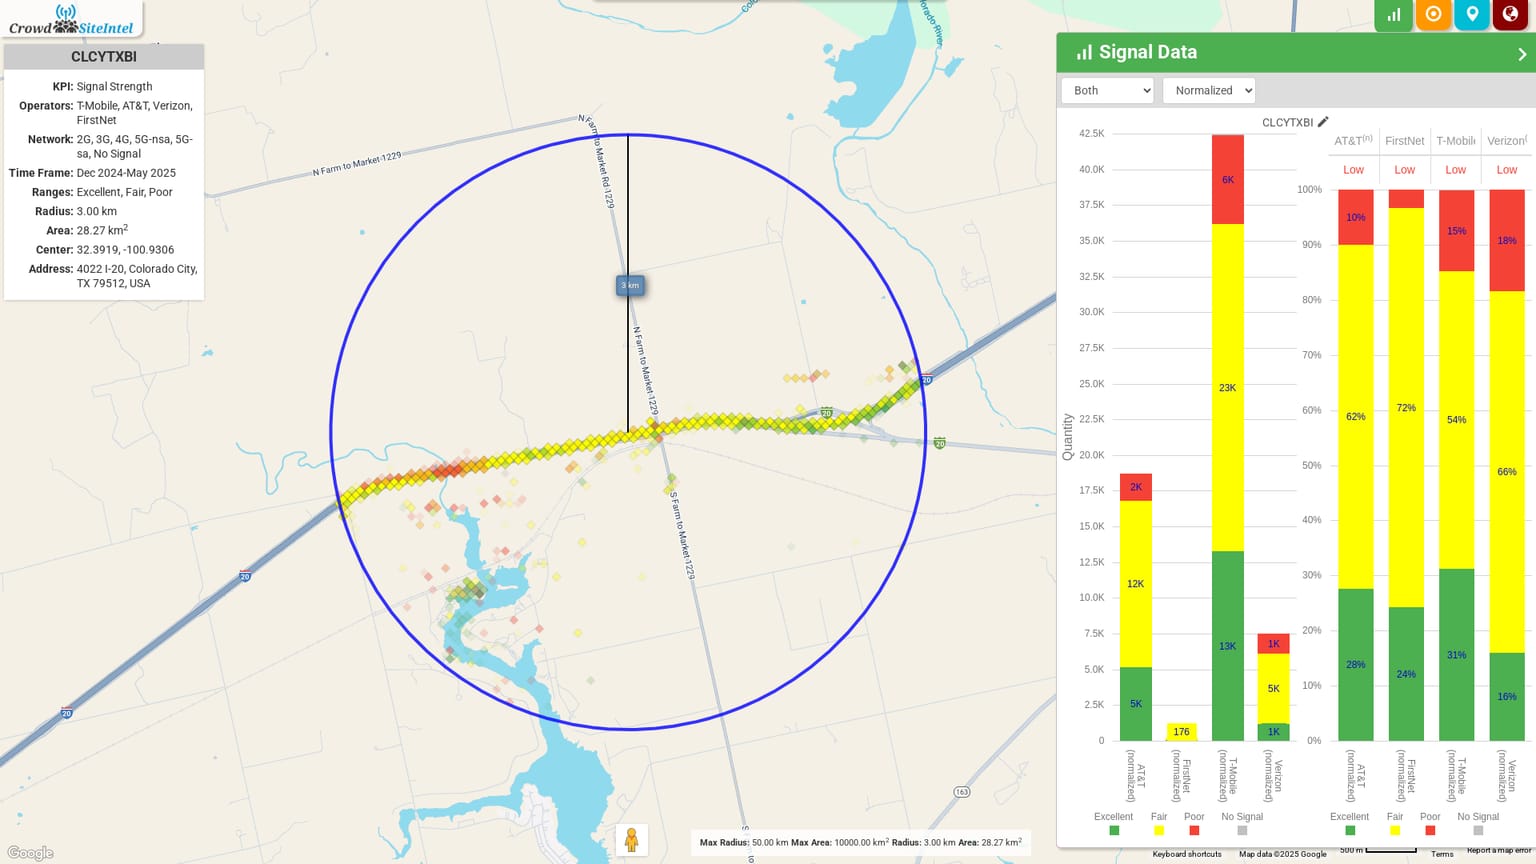 Crowd SiteIntel
CLCYTXBI
KPI: Signal Strength
Operators: T-Mobile, AT&T, Verizon,
FirstNet
Network: 2G, 3G, 4G, 5G-nsa, 5G-
sa, No Signal
Time Frame: Dec 2024-May 2025
Ranges: Excellent, Fair, Poor
Radius: 3.00 km
Area: 28.27 km²
Center: 32.3919, -100.9306
Address: 4022 I-20, Colorado City,
TX 79512, USA
N Farm to Market 1229
N Farm to Market Rd 1229
3 km
N Farm to Market 1229
S Farm to Market 1229
20
20
20
20
20
163
Google
Max Radius: 50.00 km Max Area: 10000.00 km² Radius: 3.00 km Area: 28.27 km²
Signal Data
Both
Normalized
CLCYTXBI
Quantity
42.5K
40.0K
37.5K
35.0K
32.5K
30.0K
27.5K
25.0K
22.5K
20.0K
17.5K
15.0K
12.5K
10.0K
7.5K
5.0K
2.5K
0
2K
12K
5K
176
6K
23K
13K
1K
5K
1K
AT&T
(normalized)
FirstNet
(normalized)
T-Mobile
(normalized)
Verizon
(normalized)
Excellent Fair Poor No Signal
AT&T(n) FirstNet T-Mobile Verizon(
Low Low Low Low
100%
90%
80%
70%
60%
50%
40%
30%
20%
10%
0%
10%
62%
28%
72%
24%
15%
54%
31%
18%
66%
16%
AT&T
(normalized)
FirstNet
(normalized)
T-Mobile
(normalized)
Verizon
(normalized)
Excellent Fair Poor No Signal
Keyboard shortcuts Map data ©2025 Google 500 m Terms Report a map error